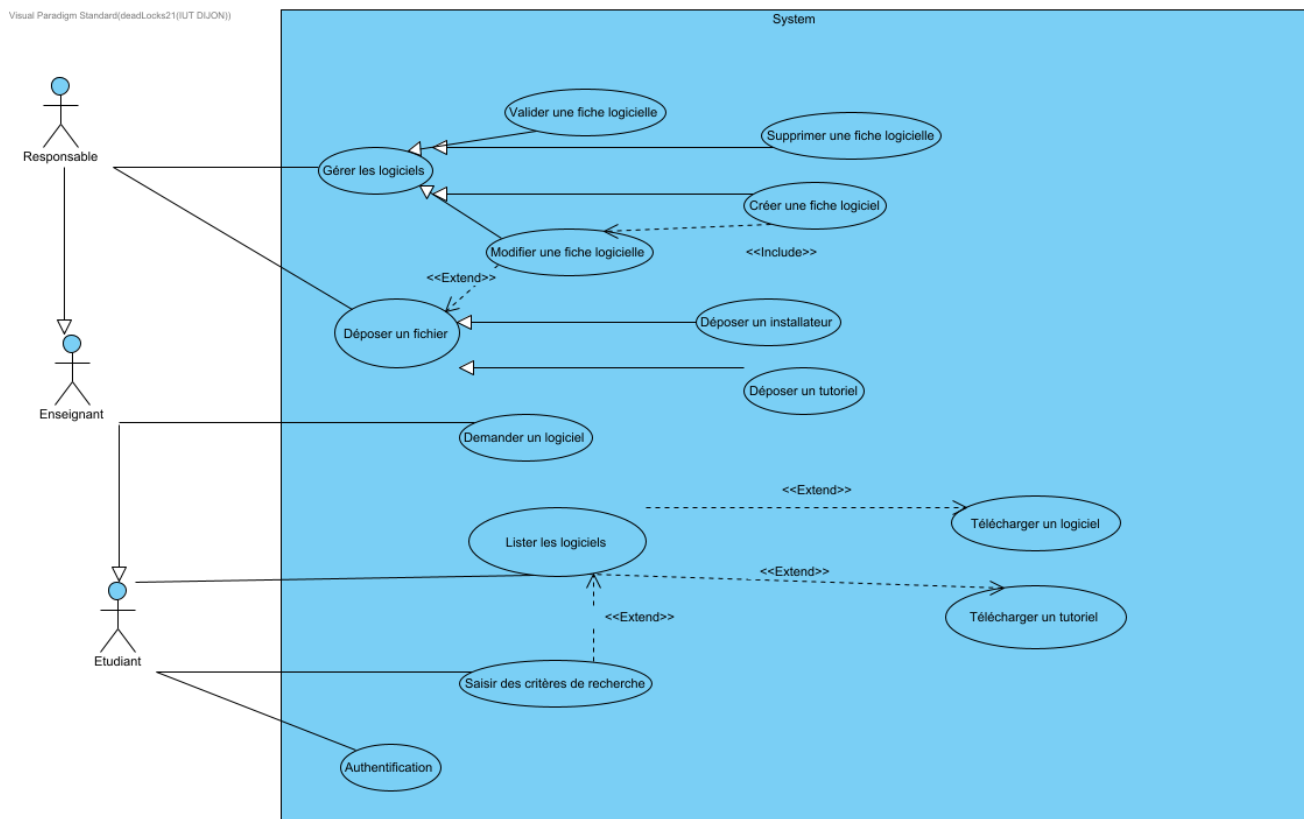 Visual Paradigm Standard(deadLocks21(IUT DIJON))
System
Valider une fiche logicielle
Supprimer une fiche logicielle
Responsable
Gérer les logiciels
Créer une fiche logiciel
Modifier une fiche logicielle
<<Include>>
<<Extend>>
Déposer un fichier
Déposer un installateur
Enseignant
Déposer un tutoriel
Demander un logiciel
<<Extend>>
Télécharger un logiciel
Lister les logiciels
<<Extend>>
<<Extend>>
Télécharger un tutoriel
Etudiant
Saisir des critères de recherche
Authentification